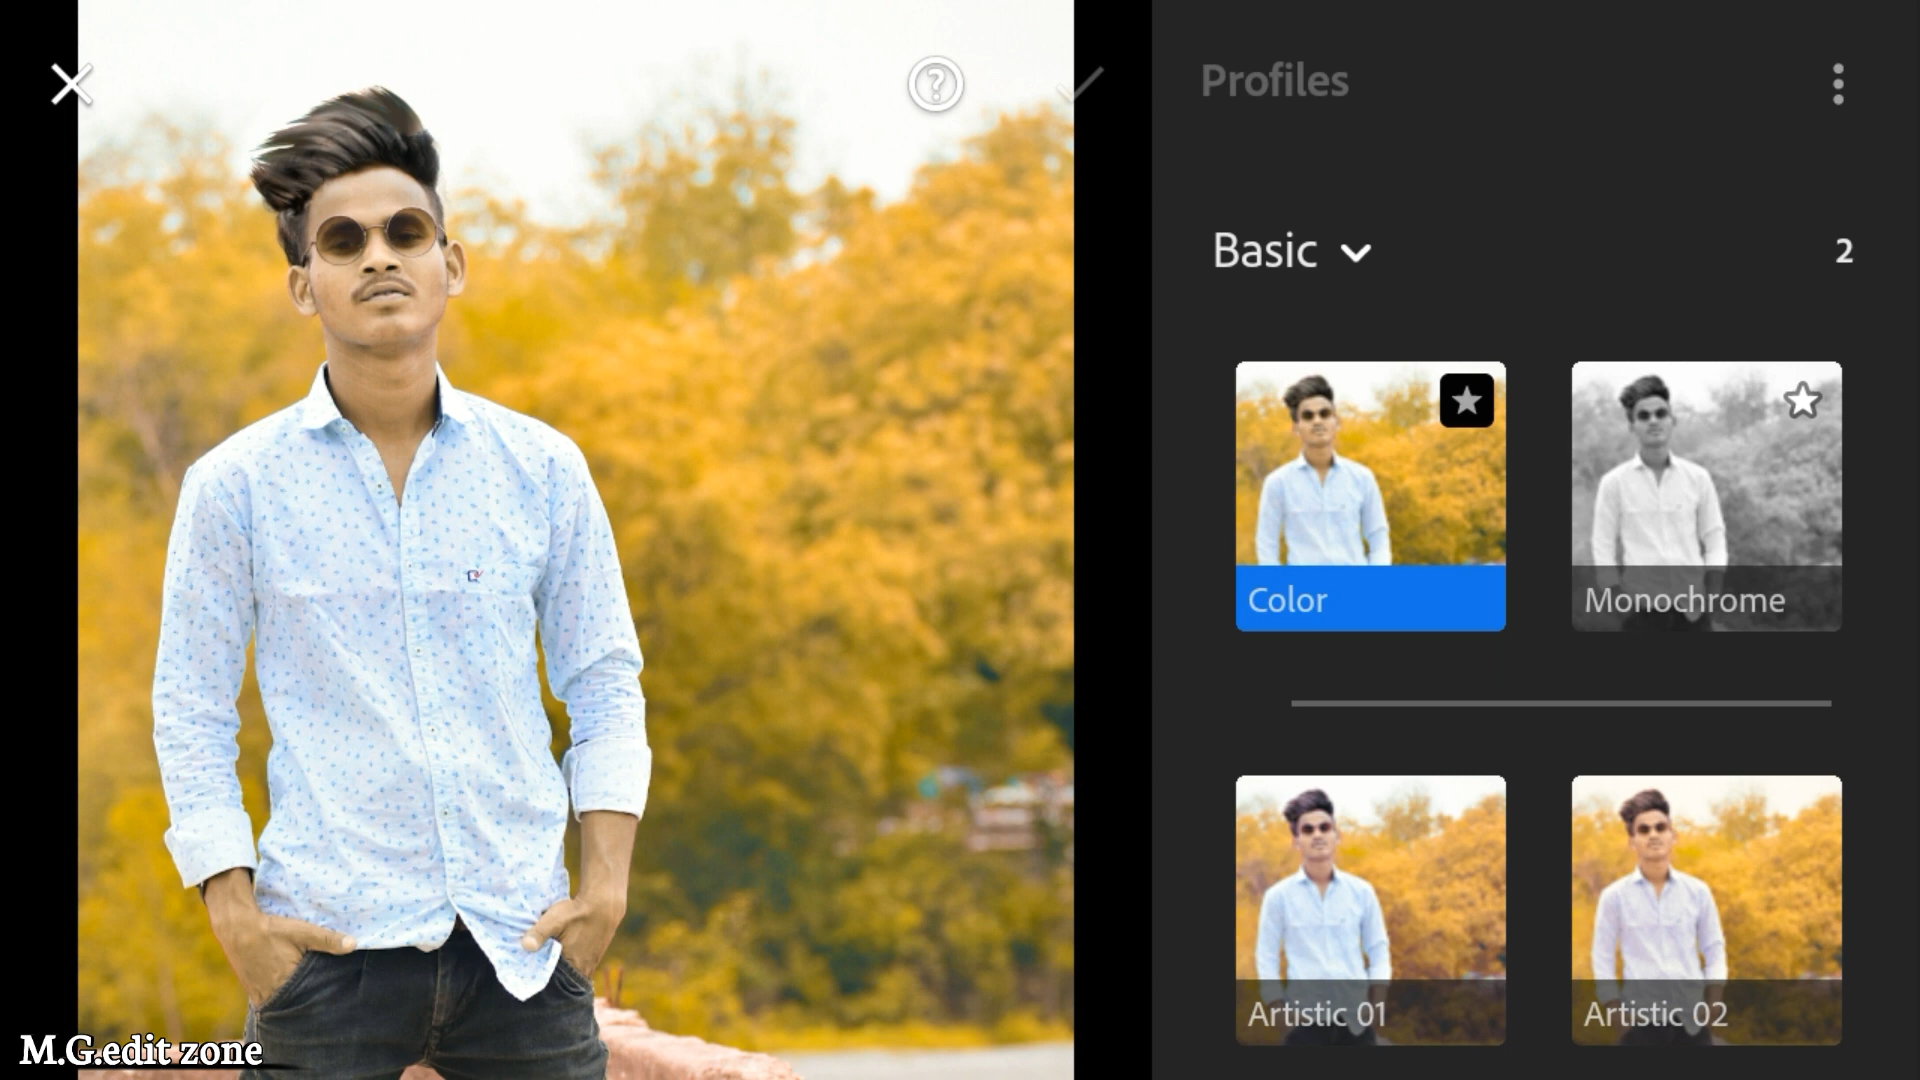 Profiles
Basic
2
Color
Monochrome
Artistic 01
Artistic 02
M.G.edit zone